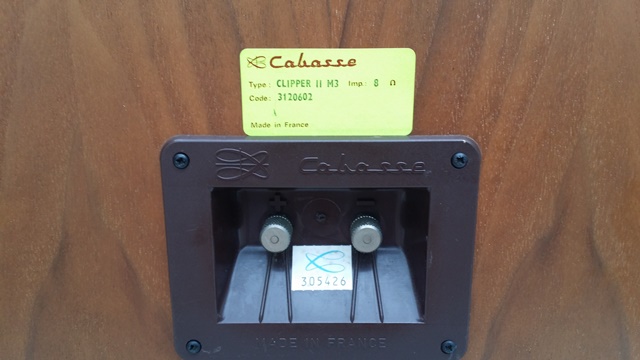 Cabasse
Type: CLIPPER II M3 Imp: 8 Ω
Code: 3120602
Made in France
Cabasse
+ –
305426
MADE IN FRANCE